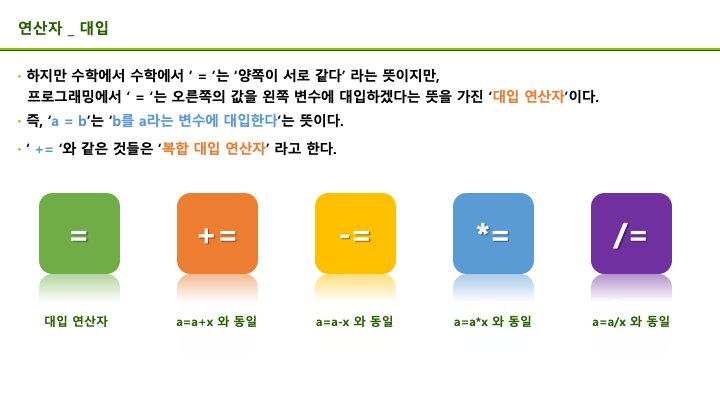 연산자 _ 대입
• 하지만 수학에서 수학에서 ‘ = ‘는 ‘양쪽이 서로 같다’ 라는 뜻이지만,
프로그래밍에서 ‘ = ‘는 오른쪽의 값을 왼쪽 변수에 대입하겠다는 뜻을 가진 ‘대입 연산자’이다.
• 즉, ‘a = b’는 ‘b를 a라는 변수에 대입한다’는 뜻이다.
• ‘ += ‘와 같은 것들은 ‘복합 대입 연산자’ 라고 한다.
= += -= *= /=
대입 연산자 a=a+x 와 동일 a=a-x 와 동일 a=a*x 와 동일 a=a/x 와 동일